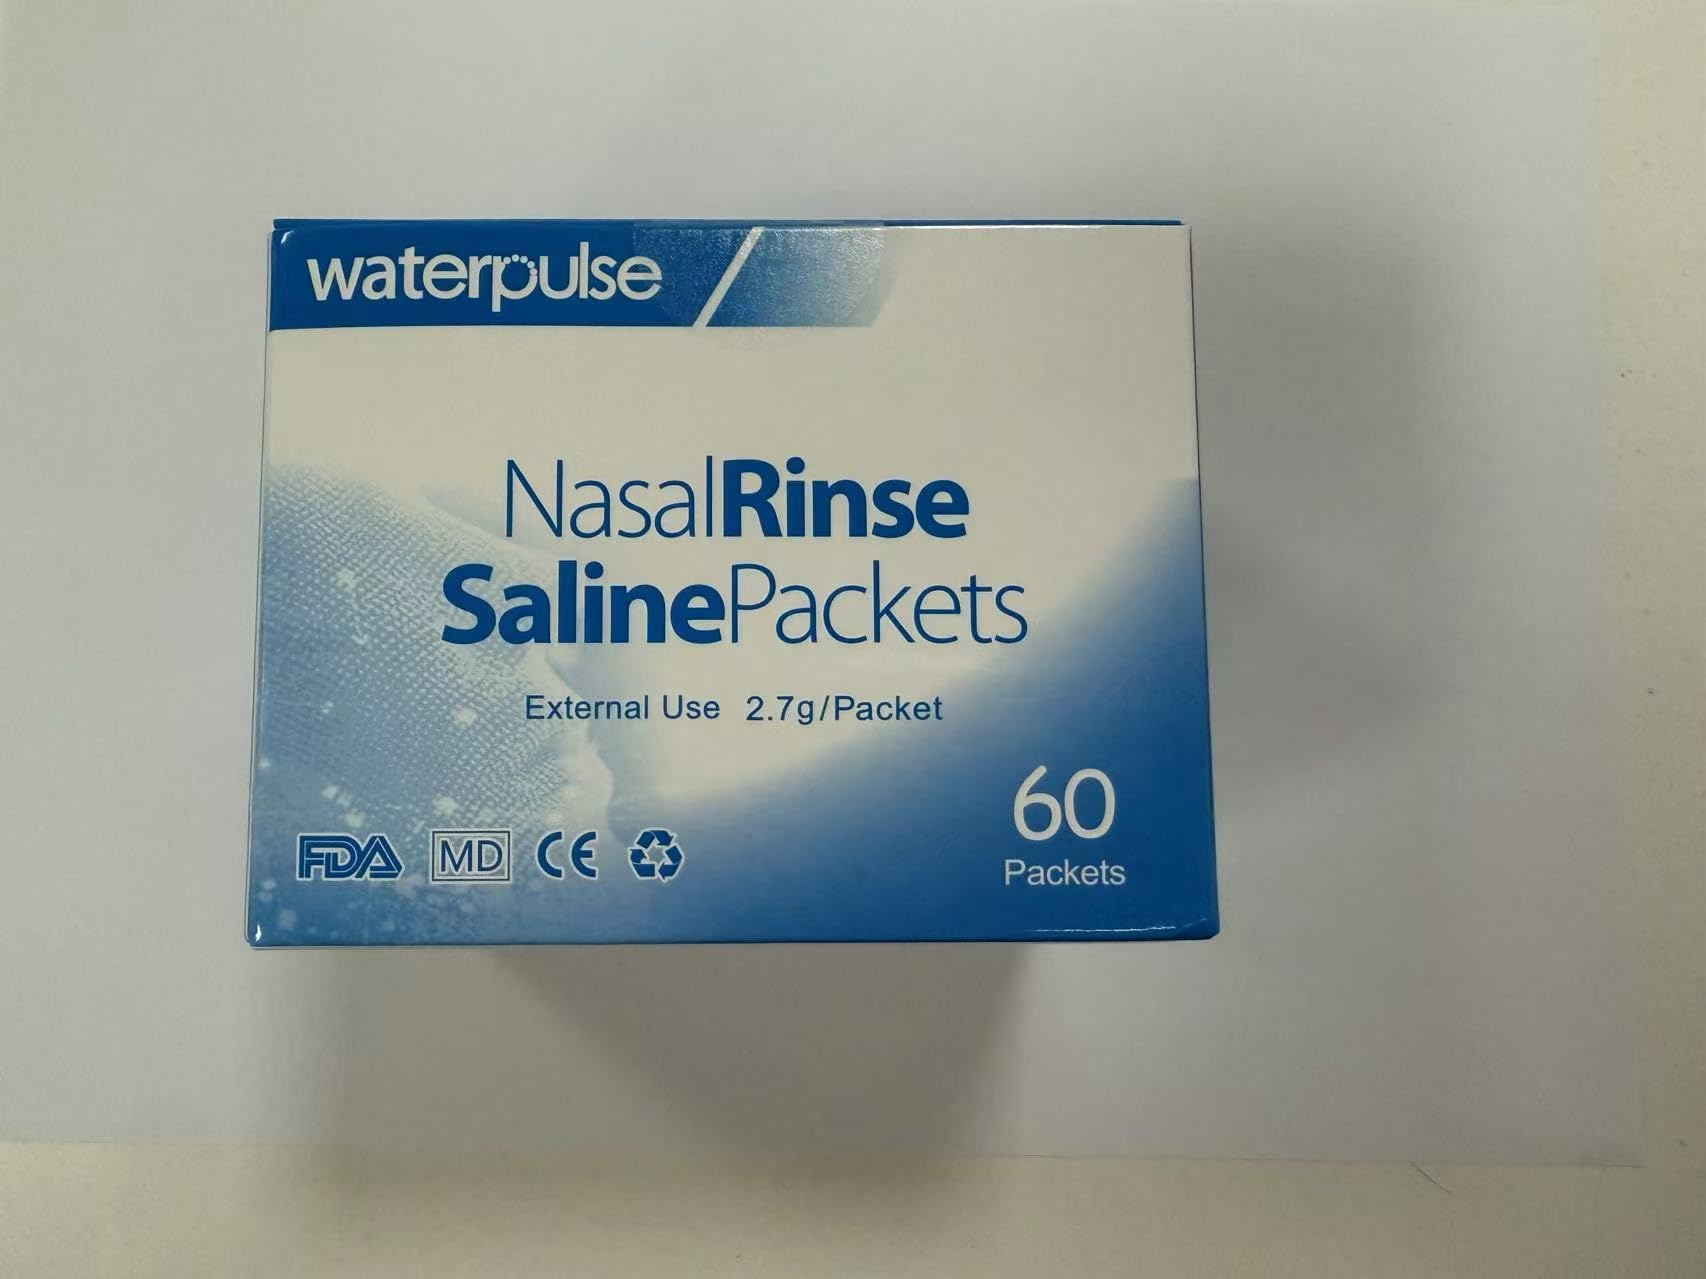 waterpulse
NasalRinse
SalinePackets
External Use 2.7g/Packet
60
Packets
FDA MD CE